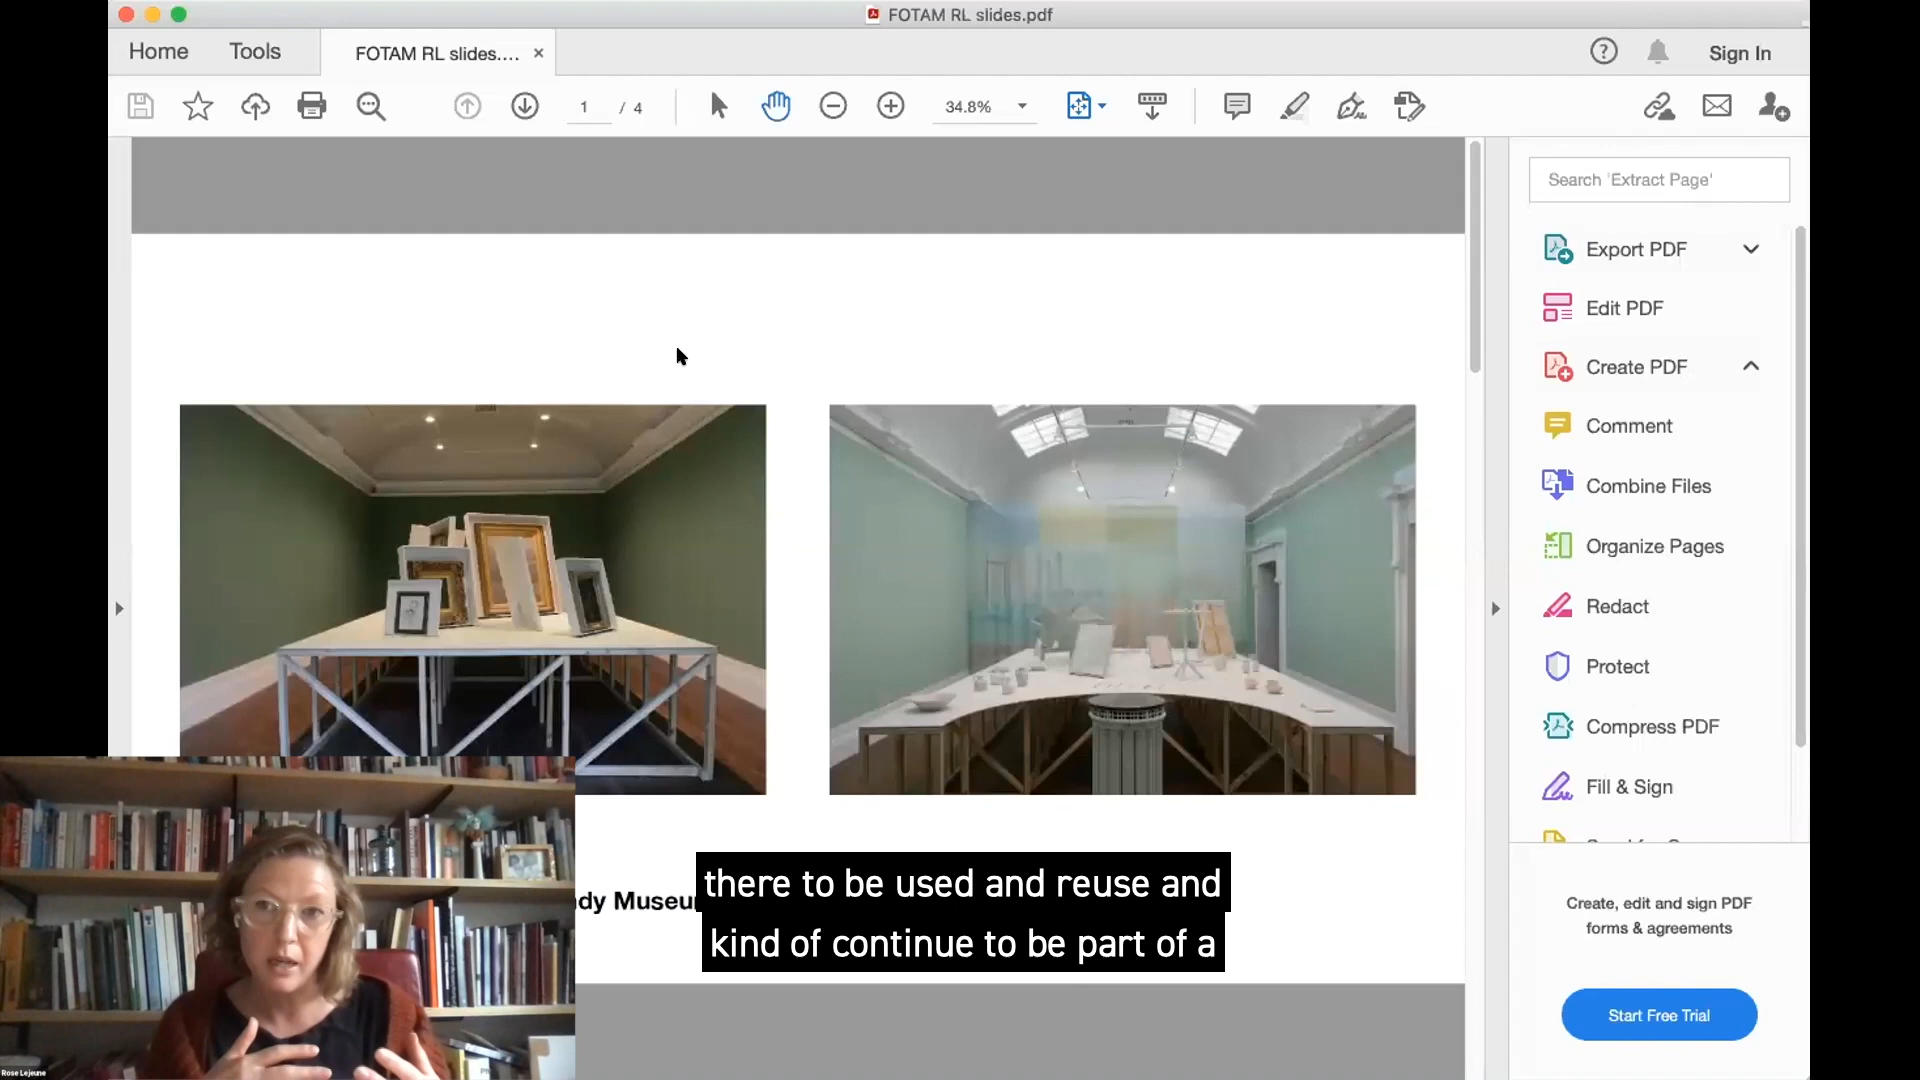 FOTAM RL slides.pdf
Home
Tools
FOTAM RL slides....
Sign In
1 / 4
34.8%
Search 'Extract Page'
Export PDF
Edit PDF
Create PDF
Comment
Combine Files
Organize Pages
Redact
Protect
Compress PDF
Fill & Sign
Create, edit and sign PDF
forms & agreements
Start Free Trial
there to be used and reuse and
kind of continue to be part of a
Rose Lejeune